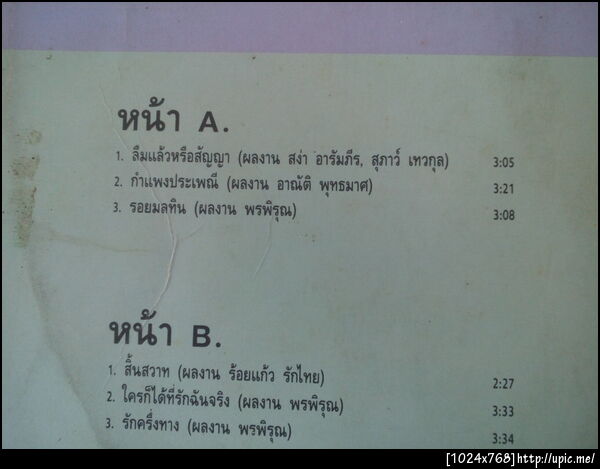 หน้า A.
1. ลืมแล้วหรือสัญญา (ผลงาน สง่า อารัมภีร, สุภาว์ เทวกุล) 3:05
2. กำแพงประเพณี (ผลงาน อาณัติ พุทธมาศ) 3:21
3. รอยมลทิน (ผลงาน พรพิรุณ) 3:08
หน้า B.
1. สิ้นสวาท (ผลงาน ร้อยแก้ว รักไทย) 2:27
2. ใครก็ได้ที่รักฉันจริง (ผลงาน พรพิรุณ) 3:33
3. รักครึ่งทาง (ผลงาน พรพิรุณ) 3:34
[1024x768]http://upic.me/